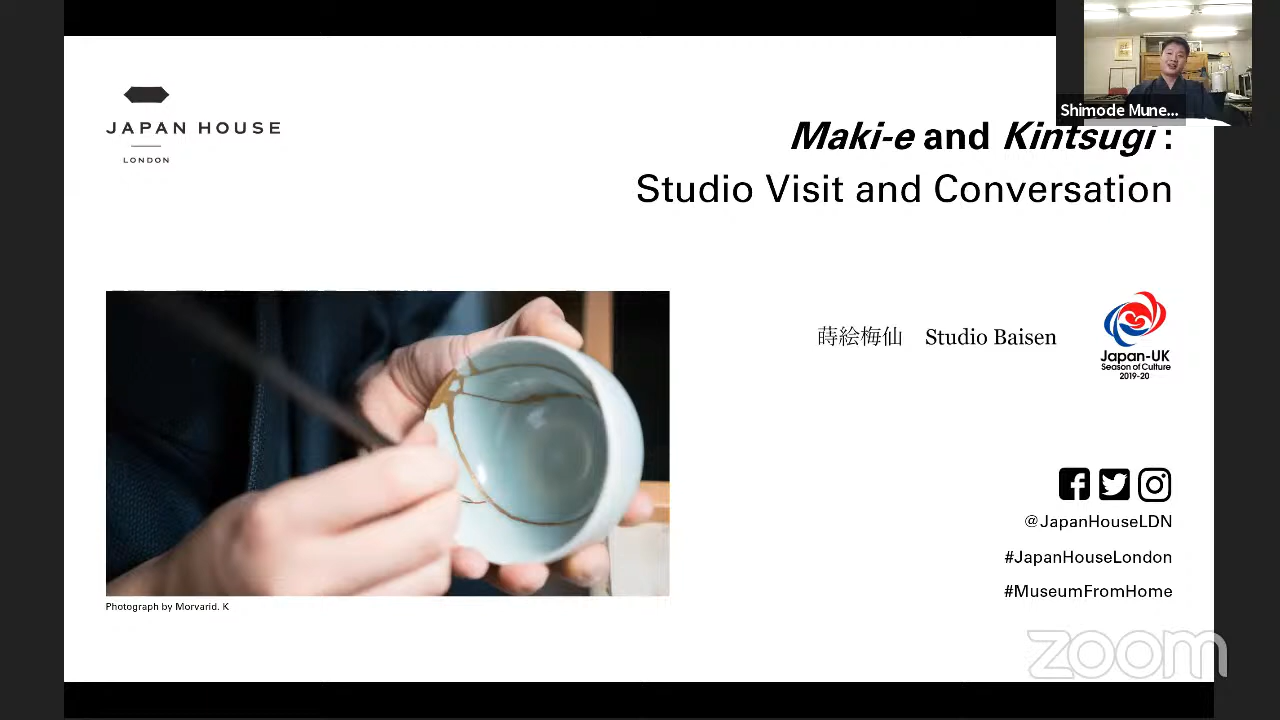 JAPAN HOUSE
LONDON
Shimode Mune...
Maki-e and Kintsugi :
Studio Visit and Conversation
蒔絵梅仙 Studio Baisen
Japan-UK
Season of Culture
2019-20
@JapanHouseLDN
#JapanHouseLondon
#MuseumFromHome
Photograph by Morvarid. K
zoom